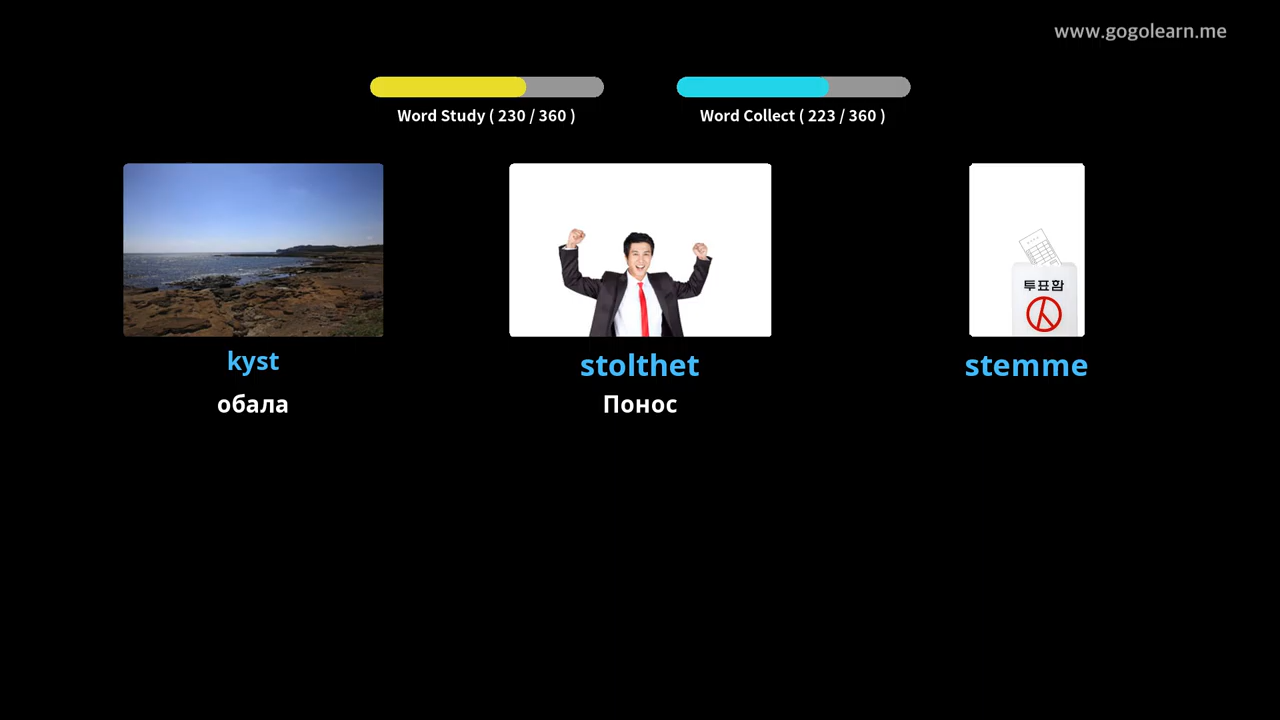 www.gogolearn.me
Word Study ( 230 / 360 )
Word Collect ( 223 / 360 )
투표함
kyst
stolthet
stemme
обала
Понос